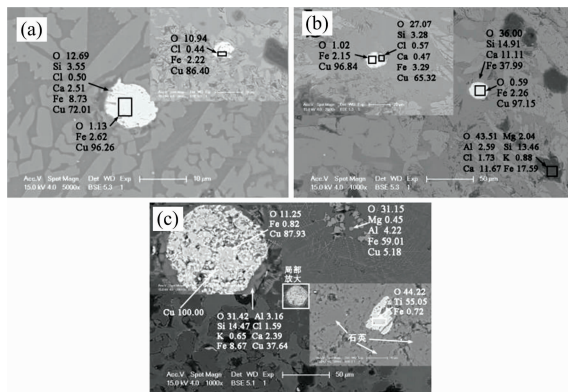 (a)
O 12.69
Si 3.55
Cl 0.50
Ca 2.51
Fe 8.73
Cu 72.01
O 10.94
Cl 0.44
Fe 2.22
Cu 86.40
O 1.13
Fe 2.62
Cu 96.26
Acc.V Spot Magn Det WD Exp
15.0 kV 4.0 5000x BSE 5.3 1
10 μm
(b)
O 1.02
Fe 2.15
Cu 96.84
O 27.07
Si 3.28
Cl 0.57
Ca 0.47
Fe 3.29
Cu 65.32
O 36.00
Si 14.91
Ca 11.11
Fe 37.99
O 0.59
Fe 2.26
Cu 97.15
O 43.51 Mg 2.04
Al 2.59 Si 13.46
Cl 1.73 K 0.88
Ca 11.67 Fe 17.59
Acc.V Spot Magn Det WD Exp
15.0 kV 4.0 1000x BSE 5.3 1
50 μm
(c)
O 11.25
Fe 0.82
Cu 87.93
O 31.15
Mg 0.45
Al 4.22
Fe 59.01
Cu 5.18
局部
放大
Cu 100.00
O 31.42 Al 3.16
Si 14.47 Cl 1.59
K 0.65 Ca 2.39
Fe 8.67 Cu 37.64
O 44.22
Ti 55.05
Fe 0.72
石英
Acc.V Spot Magn Det WD Exp
15.0 kV 4.0 1000x BSE 5.1 1
50 μm